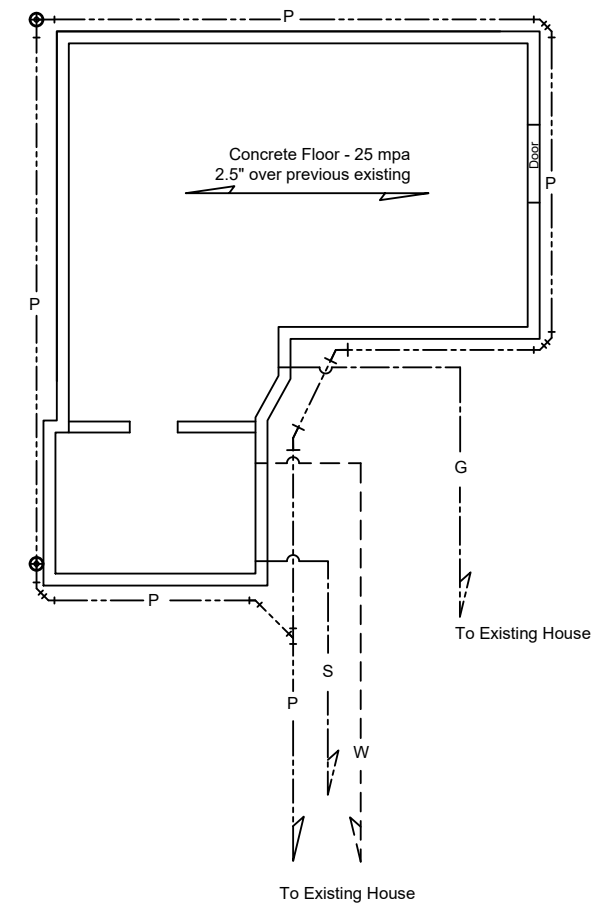 P
Concrete Floor - 25 mpa
2.5" over previous existing
Door
P
P
G
P
To Existing House
S
P
W
To Existing House